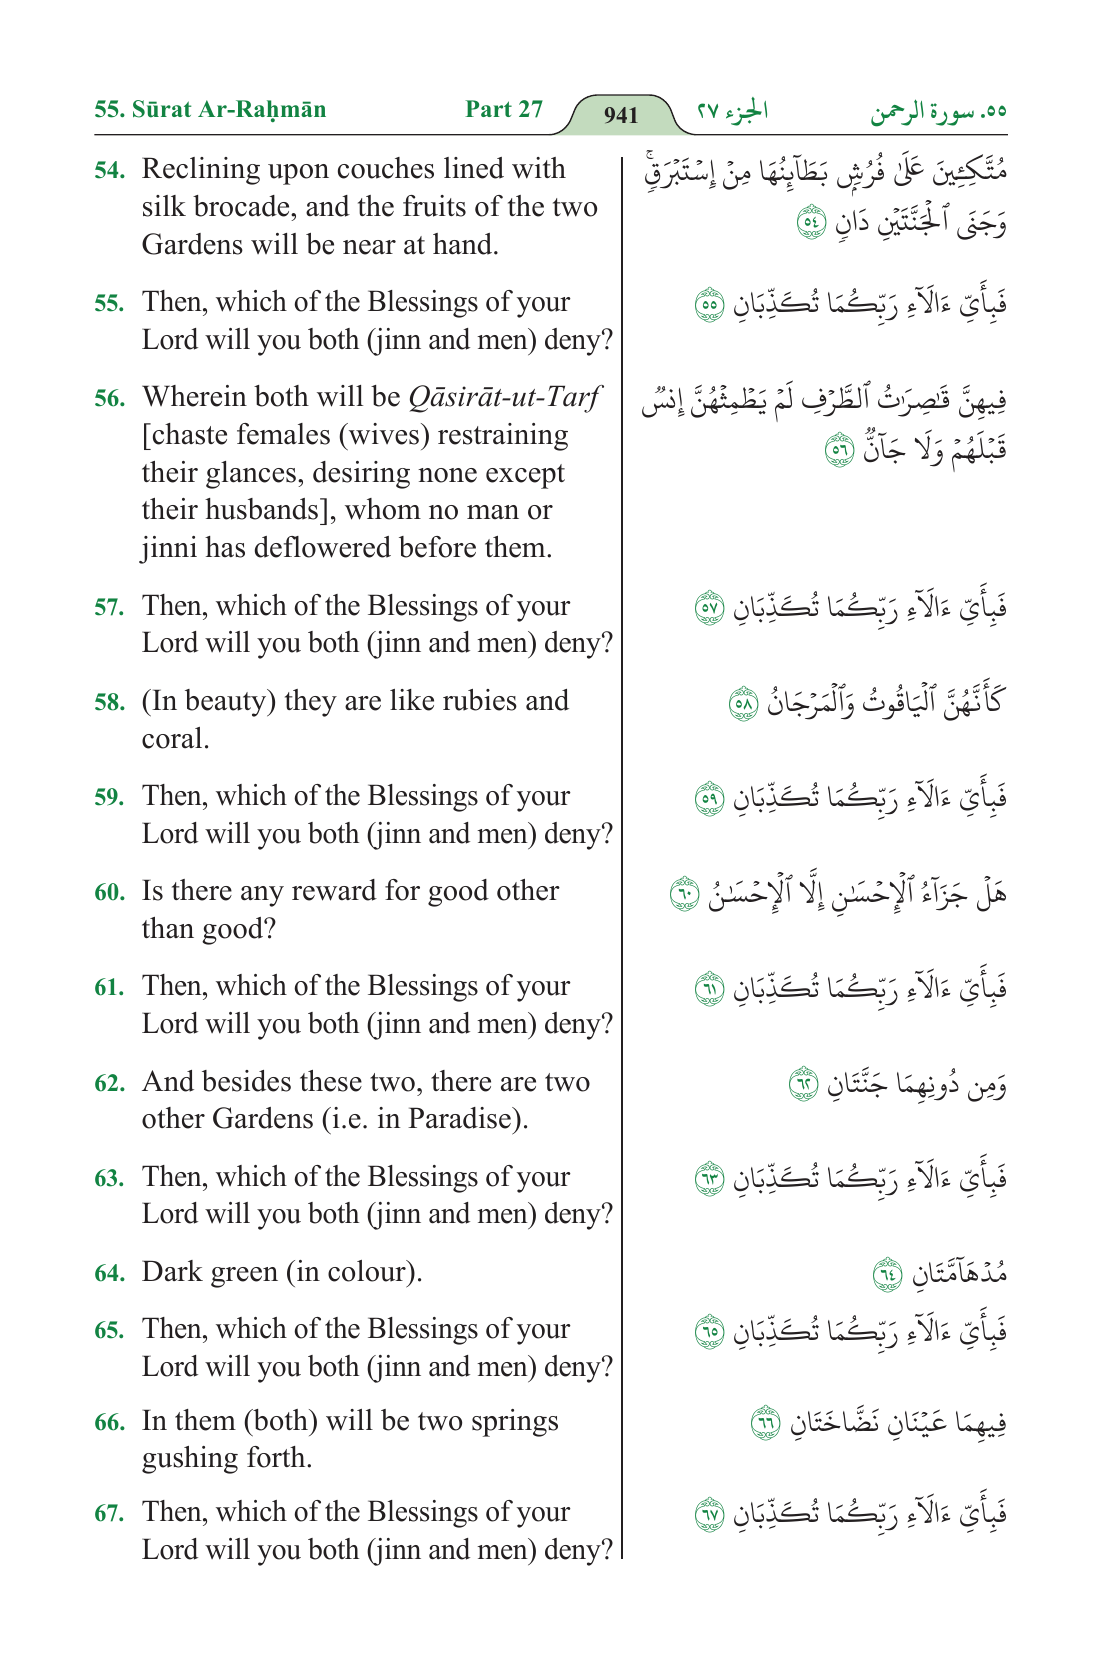 55. Sūrat Ar-Raḥmān Part 27 941 الجزء ٢٧ ٥٥. سورة الرحمن
54. Reclining upon couches lined with
silk brocade, and the fruits of the two
Gardens will be near at hand.
مُتَّكِـِٔينَ عَلَىٰ فُرُشٍۭ بَطَآئِنُهَا مِنْ إِسْتَبْرَقٍۚ
وَجَنَى ٱلْجَنَّتَيْنِ دَانٍ ٥٤
55. Then, which of the Blessings of your
Lord will you both (jinn and men) deny?
فَبِأَىِّ ءَالَآءِ رَبِّكُمَا تُكَذِّبَانِ ٥٥
56. Wherein both will be Qāsirāt-ut-Tarf
[chaste females (wives) restraining
their glances, desiring none except
their husbands], whom no man or
jinni has deflowered before them.
فِيهِنَّ قَـٰصِرَٰتُ ٱلطَّرْفِ لَمْ يَطْمِثْهُنَّ إِنسٌ
قَبْلَهُمْ وَلَا جَآنٌّ ٥٦
57. Then, which of the Blessings of your
Lord will you both (jinn and men) deny?
فَبِأَىِّ ءَالَآءِ رَبِّكُمَا تُكَذِّبَانِ ٥٧
58. (In beauty) they are like rubies and
coral.
كَأَنَّهُنَّ ٱلْيَاقُوتُ وَٱلْمَرْجَانُ ٥٨
59. Then, which of the Blessings of your
Lord will you both (jinn and men) deny?
فَبِأَىِّ ءَالَآءِ رَبِّكُمَا تُكَذِّبَانِ ٥٩
60. Is there any reward for good other
than good?
هَلْ جَزَآءُ ٱلْإِحْسَـٰنِ إِلَّا ٱلْإِحْسَـٰنُ ٦٠
61. Then, which of the Blessings of your
Lord will you both (jinn and men) deny?
فَبِأَىِّ ءَالَآءِ رَبِّكُمَا تُكَذِّبَانِ ٦١
62. And besides these two, there are two
other Gardens (i.e. in Paradise).
وَمِن دُونِهِمَا جَنَّتَانِ ٦٢
63. Then, which of the Blessings of your
Lord will you both (jinn and men) deny?
فَبِأَىِّ ءَالَآءِ رَبِّكُمَا تُكَذِّبَانِ ٦٣
64. Dark green (in colour).
مُدْهَآمَّتَانِ ٦٤
65. Then, which of the Blessings of your
Lord will you both (jinn and men) deny?
فَبِأَىِّ ءَالَآءِ رَبِّكُمَا تُكَذِّبَانِ ٦٥
66. In them (both) will be two springs
gushing forth.
فِيهِمَا عَيْنَانِ نَضَّاخَتَانِ ٦٦
67. Then, which of the Blessings of your
Lord will you both (jinn and men) deny?
فَبِأَىِّ ءَالَآءِ رَبِّكُمَا تُكَذِّبَانِ ٦٧